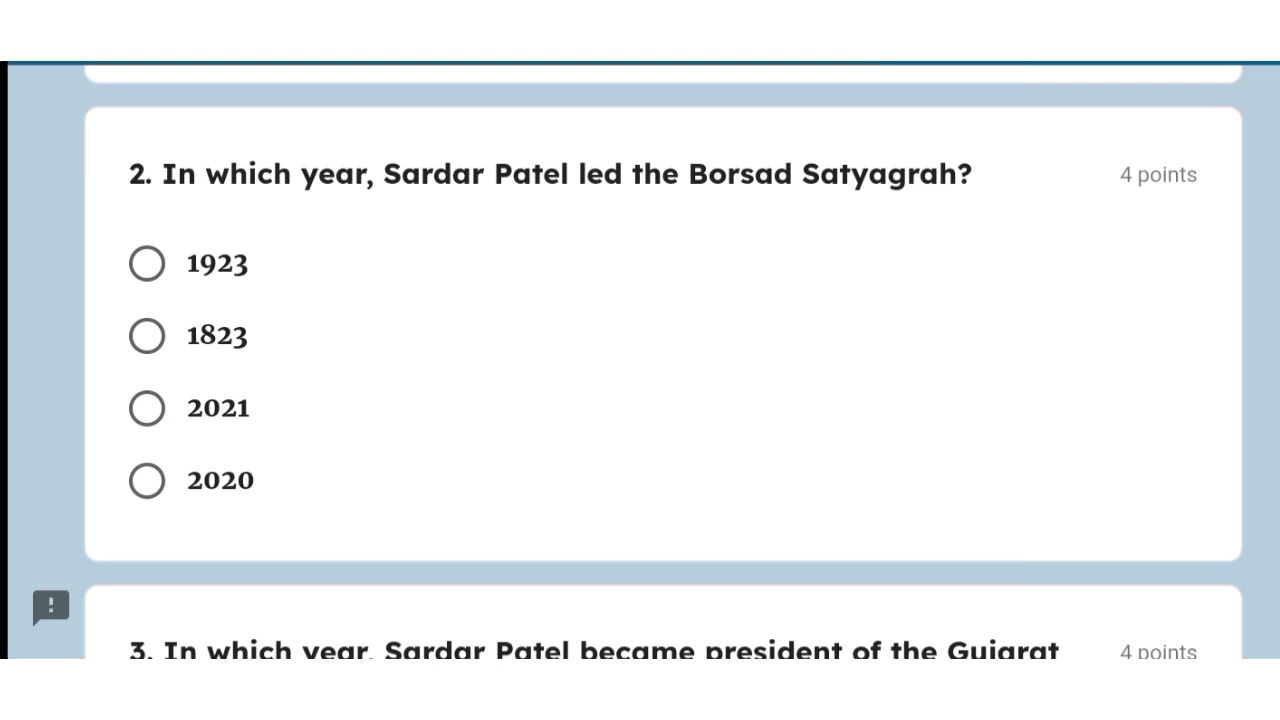 2. In which year, Sardar Patel led the Borsad Satyagrah?
4 points
1923
1823
2021
2020
3. In which year, Sardar Patel became president of the Gujarat
4 points